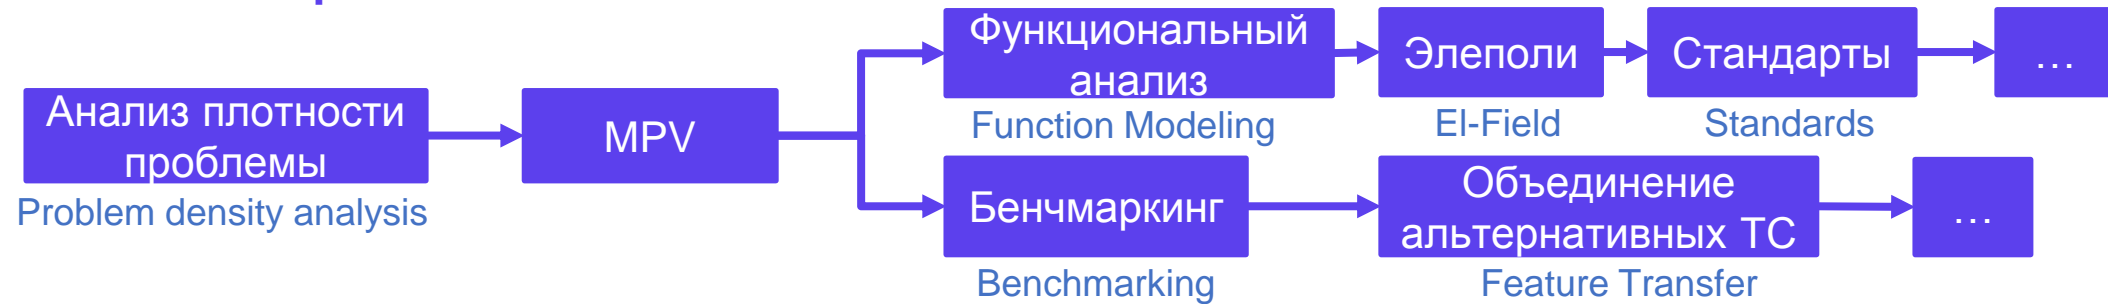 Анализ плотности
проблемы
Problem density analysis
MPV
Функциональный
анализ
Function Modeling
Элеполи
El-Field
Стандарты
Standards
...
Бенчмаркинг
Benchmarking
Объединение
альтернативных ТС
Feature Transfer
...